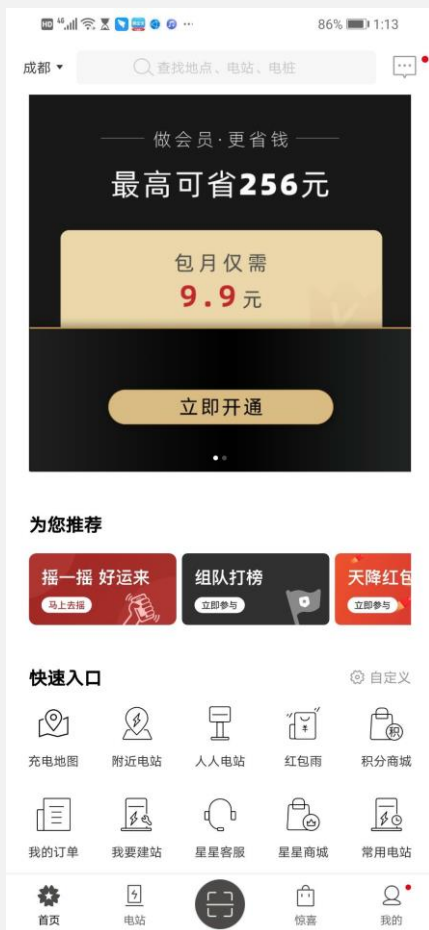 HD 4G 86% 1:13
成都 查找地点、电站、电桩
做会员·更省钱
最高可省256元
包月仅需
9.9元
立即开通
为您推荐
摇一摇 好运来 组队打榜 天降红包
马上去摇 立即参与 立即参与
快速入口 自定义
充电地图 附近电站 人人电站 红包雨 积分商城
我的订单 我要建站 星星客服 星星商城 常用电站
首页 电站 惊喜 我的